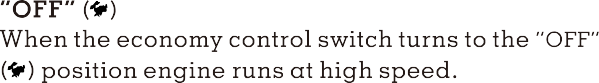 "OFF" (🐇)
When the economy control switch turns to the "OFF"
(🐇) position engine runs at high speed.